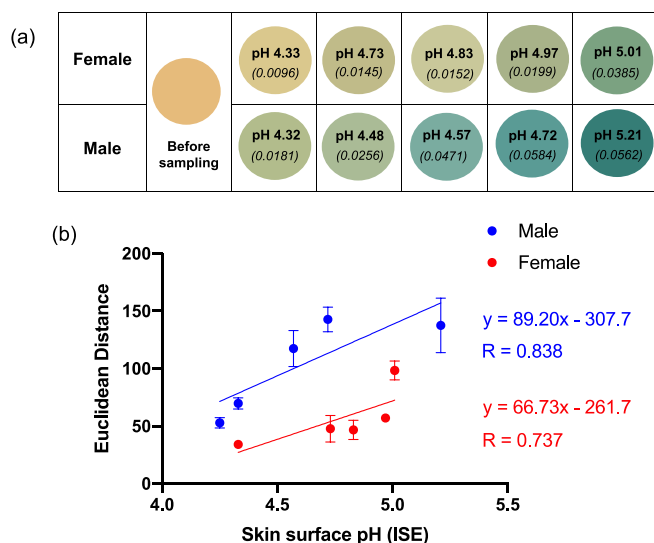 (a)
Female
Before
sampling
pH 4.33
(0.0096)
pH 4.73
(0.0145)
pH 4.83
(0.0152)
pH 4.97
(0.0199)
pH 5.01
(0.0385)
Male
pH 4.32
(0.0181)
pH 4.48
(0.0256)
pH 4.57
(0.0471)
pH 4.72
(0.0584)
pH 5.21
(0.0562)
(b)
Male
Female
y = 89.20x - 307.7
R = 0.838
y = 66.73x - 261.7
R = 0.737
Euclidean Distance
200
150
100
50
0
4.0
4.5
5.0
5.5
Skin surface pH (ISE)